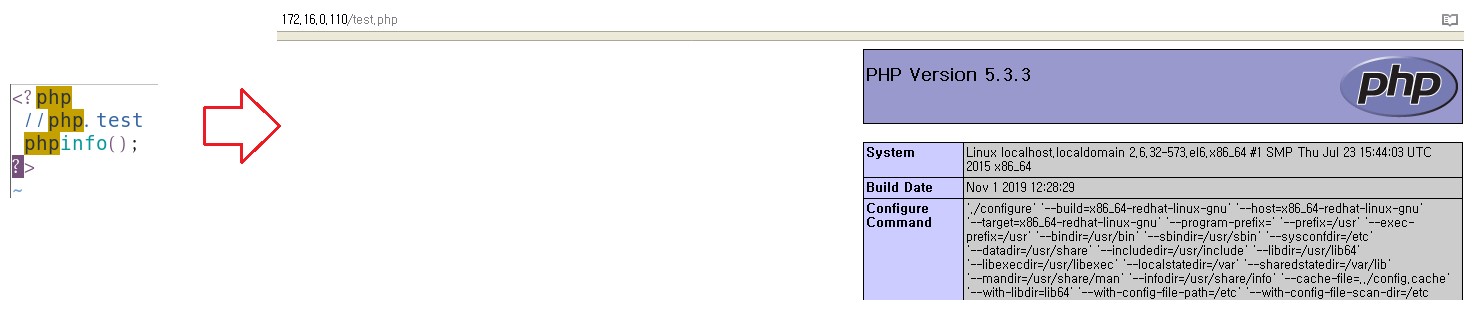 <?php
//php.test
phpinfo();
?>
~
172.16.0.110/test.php
PHP Version 5.3.3
php
System
Linux localhost.localdomain 2.6.32-573.el6.x86_64 #1 SMP Thu Jul 23 15:44:03 UTC
2015 x86_64
Build Date
Nov 1 2019 12:28:29
Configure
Command
'./configure' '--build=x86_64-redhat-linux-gnu' '--host=x86_64-redhat-linux-gnu'
'--target=x86_64-redhat-linux-gnu' '--program-prefix=' '--prefix=/usr' '--exec-
prefix=/usr' '--bindir=/usr/bin' '--sbindir=/usr/sbin' '--sysconfdir=/etc'
'--datadir=/usr/share' '--includedir=/usr/include' '--libdir=/usr/lib64'
'--libexecdir=/usr/libexec' '--localstatedir=/var' '--sharedstatedir=/var/lib'
'--mandir=/usr/share/man' '--infodir=/usr/share/info' '--cache-file=../config.cache'
'--with-libdir=lib64' '--with-config-file-path=/etc' '--with-config-file-scan-dir=/etc